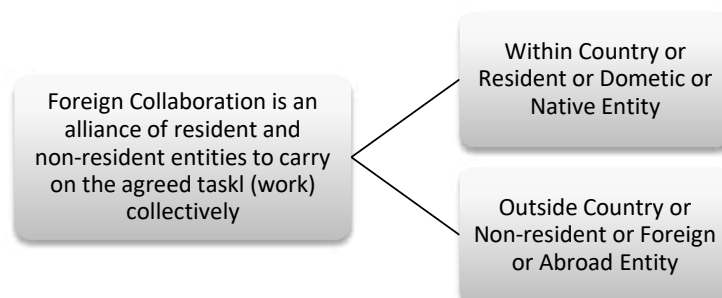 Foreign Collaboration is an
alliance of resident and
non-resident entities to carry
on the agreed taskl (work)
collectively
Within Country or
Resident or Dometic or
Native Entity
Outside Country or
Non-resident or Foreign
or Abroad Entity